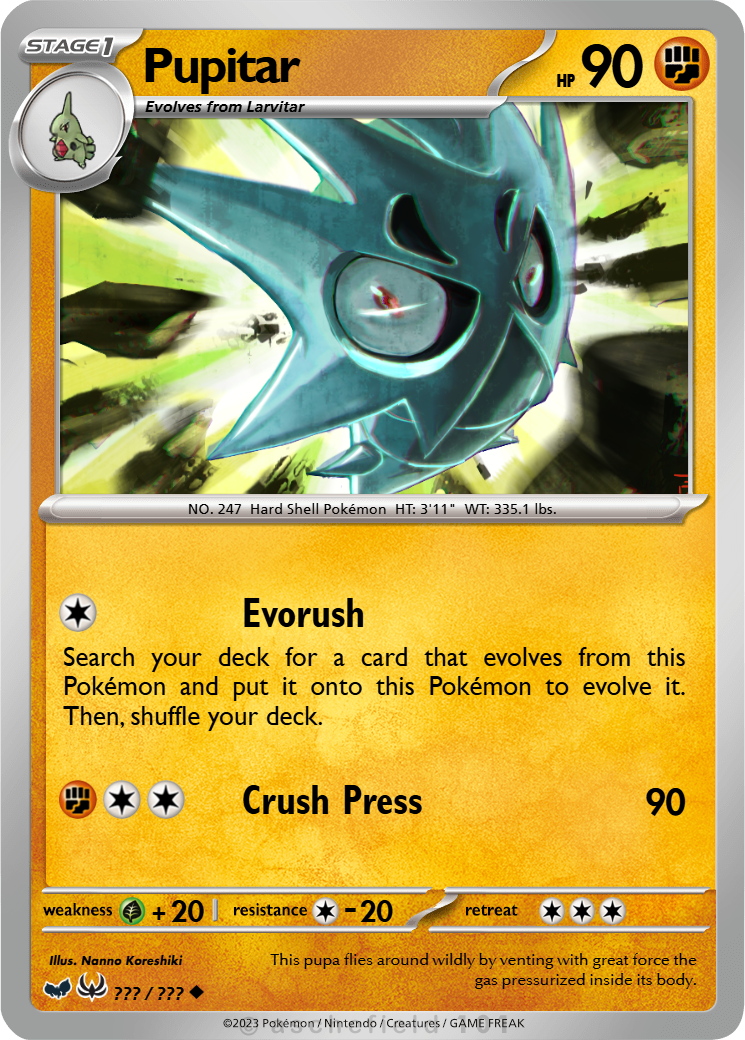 STAGE1
Pupitar
HP 90
Evolves from Larvitar
NO. 247 Hard Shell Pokémon HT: 3'11" WT: 335.1 lbs.
Evorush
Search your deck for a card that evolves from this
Pokémon and put it onto this Pokémon to evolve it.
Then, shuffle your deck.
Crush Press 90
weakness + 20 resistance - 20 retreat
Illus. Nanno Koreshiki
This pupa flies around wildly by venting with great force the
gas pressurized inside its body.
??? / ???
©2023 Pokémon / Nintendo / Creatures / GAME FREAK